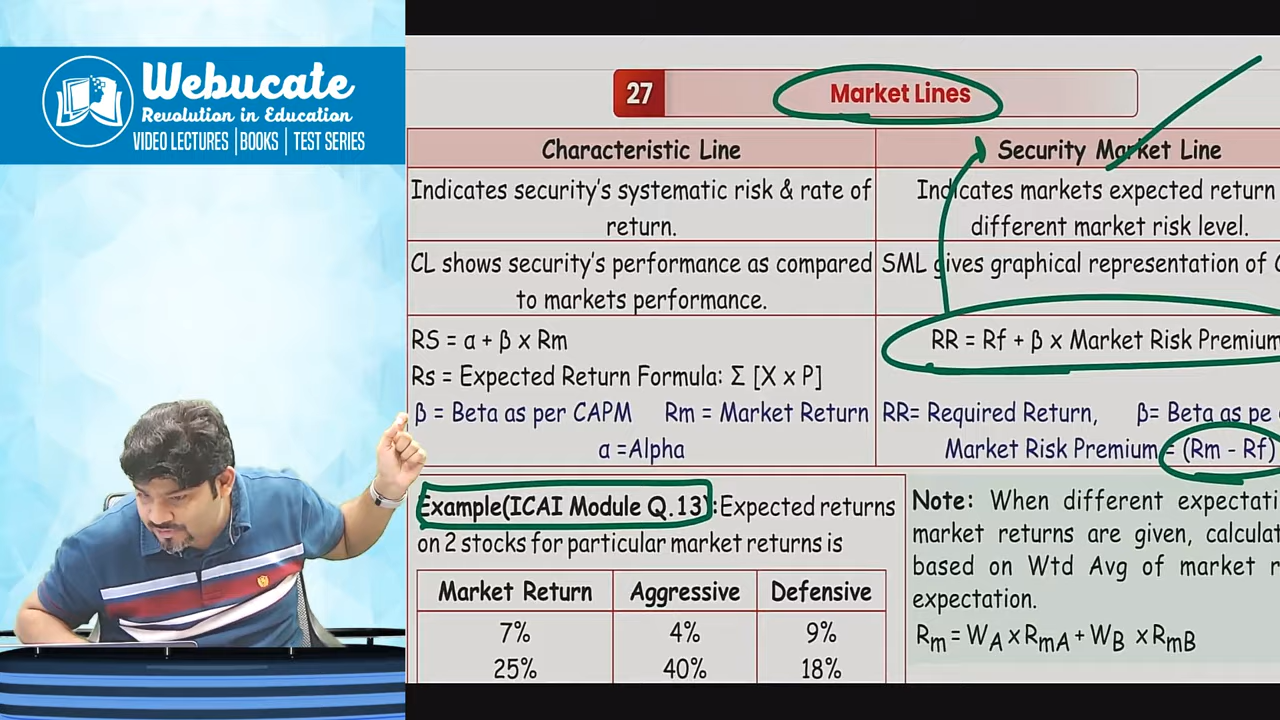 Webucate
Revolution in Education
VIDEO LECTURES | BOOKS | TEST SERIES
27
Market Lines
Characteristic Line
Security Market Line
Indicates security's systematic risk & rate of
return.
Indicates markets expected return
different market risk level.
CL shows security's performance as compared
to markets performance.
SML gives graphical representation of
RS = α + β x Rm
Rs = Expected Return Formula: Σ [X x P]
β = Beta as per CAPM Rm = Market Return
α =Alpha
RR = Rf + β x Market Risk Premium
RR= Required Return, β= Beta as pe
Market Risk Premium = (Rm - Rf)
Example(ICAI Module Q.13): Expected returns
on 2 stocks for particular market returns is
Market Return Aggressive Defensive
7% 4% 9%
25% 40% 18%
Note: When different expectati
market returns are given, calculat
based on Wtd Avg of market r
expectation.
Rm = WA x RmA + WB x RmB